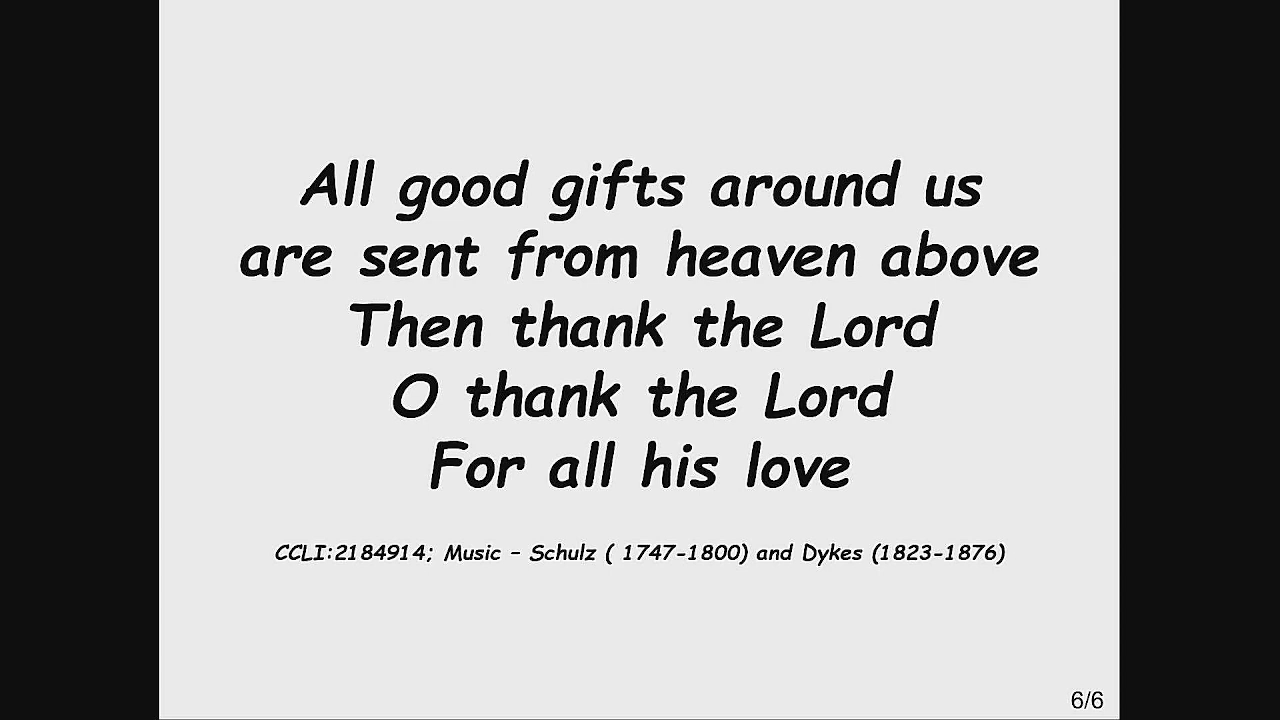 All good gifts around us
are sent from heaven above
Then thank the Lord
O thank the Lord
For all his love
CCLI:2184914; Music – Schulz ( 1747-1800) and Dykes (1823-1876)
6/6